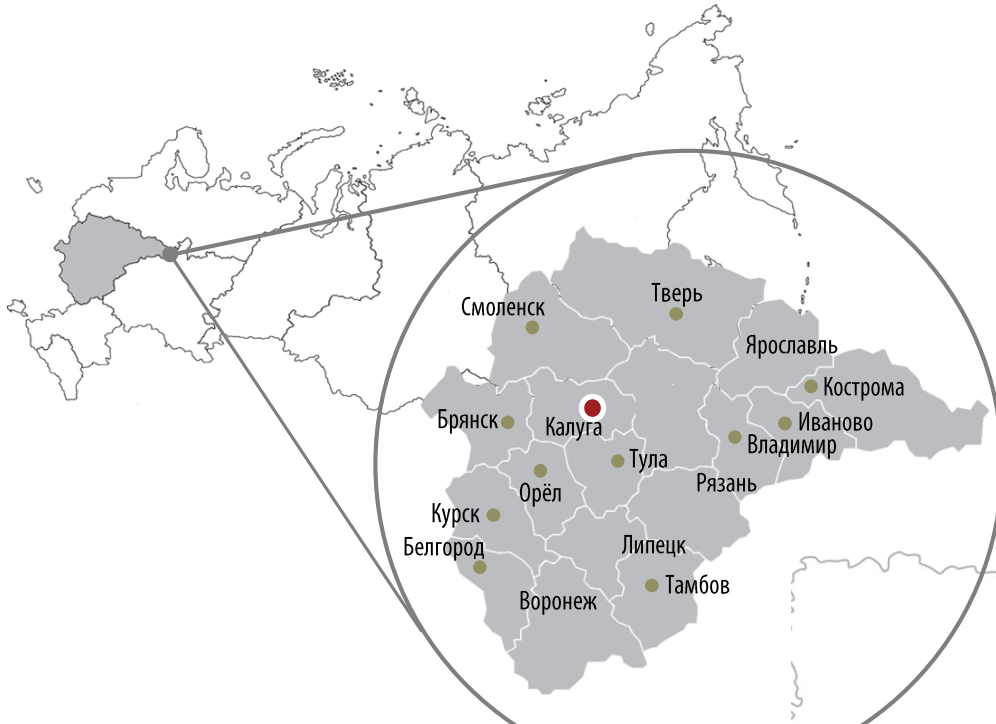 Тверь
Смоленск
Ярославль
Кострома
Брянск
Калуга
Иваново
Владимир
Тула
Рязань
Орёл
Курск
Белгород
Липецк
Тамбов
Воронеж